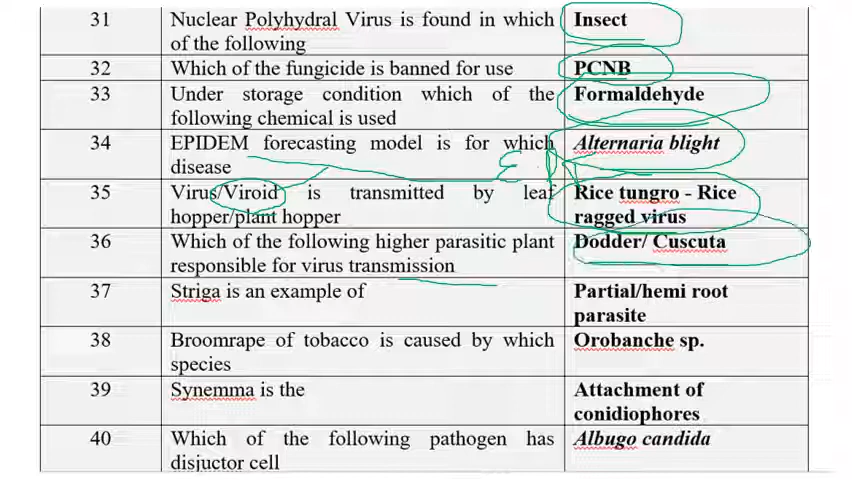 31 Nuclear Polyhydral Virus is found in which Insect
of the following
32 Which of the fungicide is banned for use PCNB
33 Under storage condition which of the Formaldehyde
following chemical is used
34 EPIDEM forecasting model is for which Alternaria blight
disease
35 Virus/Viroid is transmitted by leaf Rice tungro - Rice
hopper/plant hopper ragged virus
36 Which of the following higher parasitic plant Dodder/ Cuscuta
responsible for virus transmission
37 Striga is an example of Partial/hemi root
parasite
38 Broomrape of tobacco is caused by which Orobanche sp.
species
39 Synemma is the Attachment of
conidiophores
40 Which of the following pathogen has Albugo candida
disjuctor cell